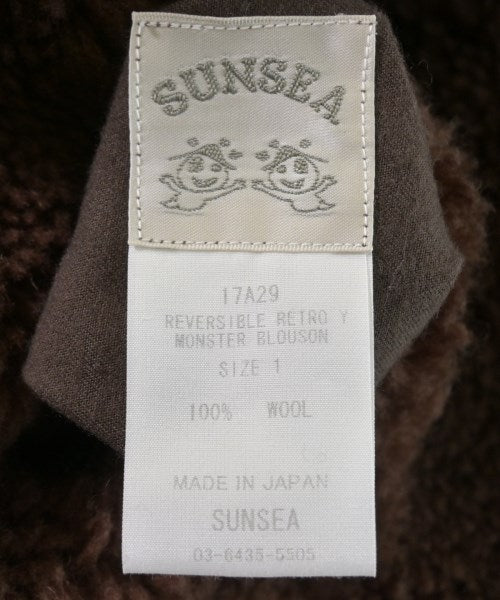 SUNSEA
17A29
REVERSIBLE RETRO Y
MONSTER BLOUSON
SIZE 1
100% WOOL
MADE IN JAPAN
SUNSEA
03-6435-5505